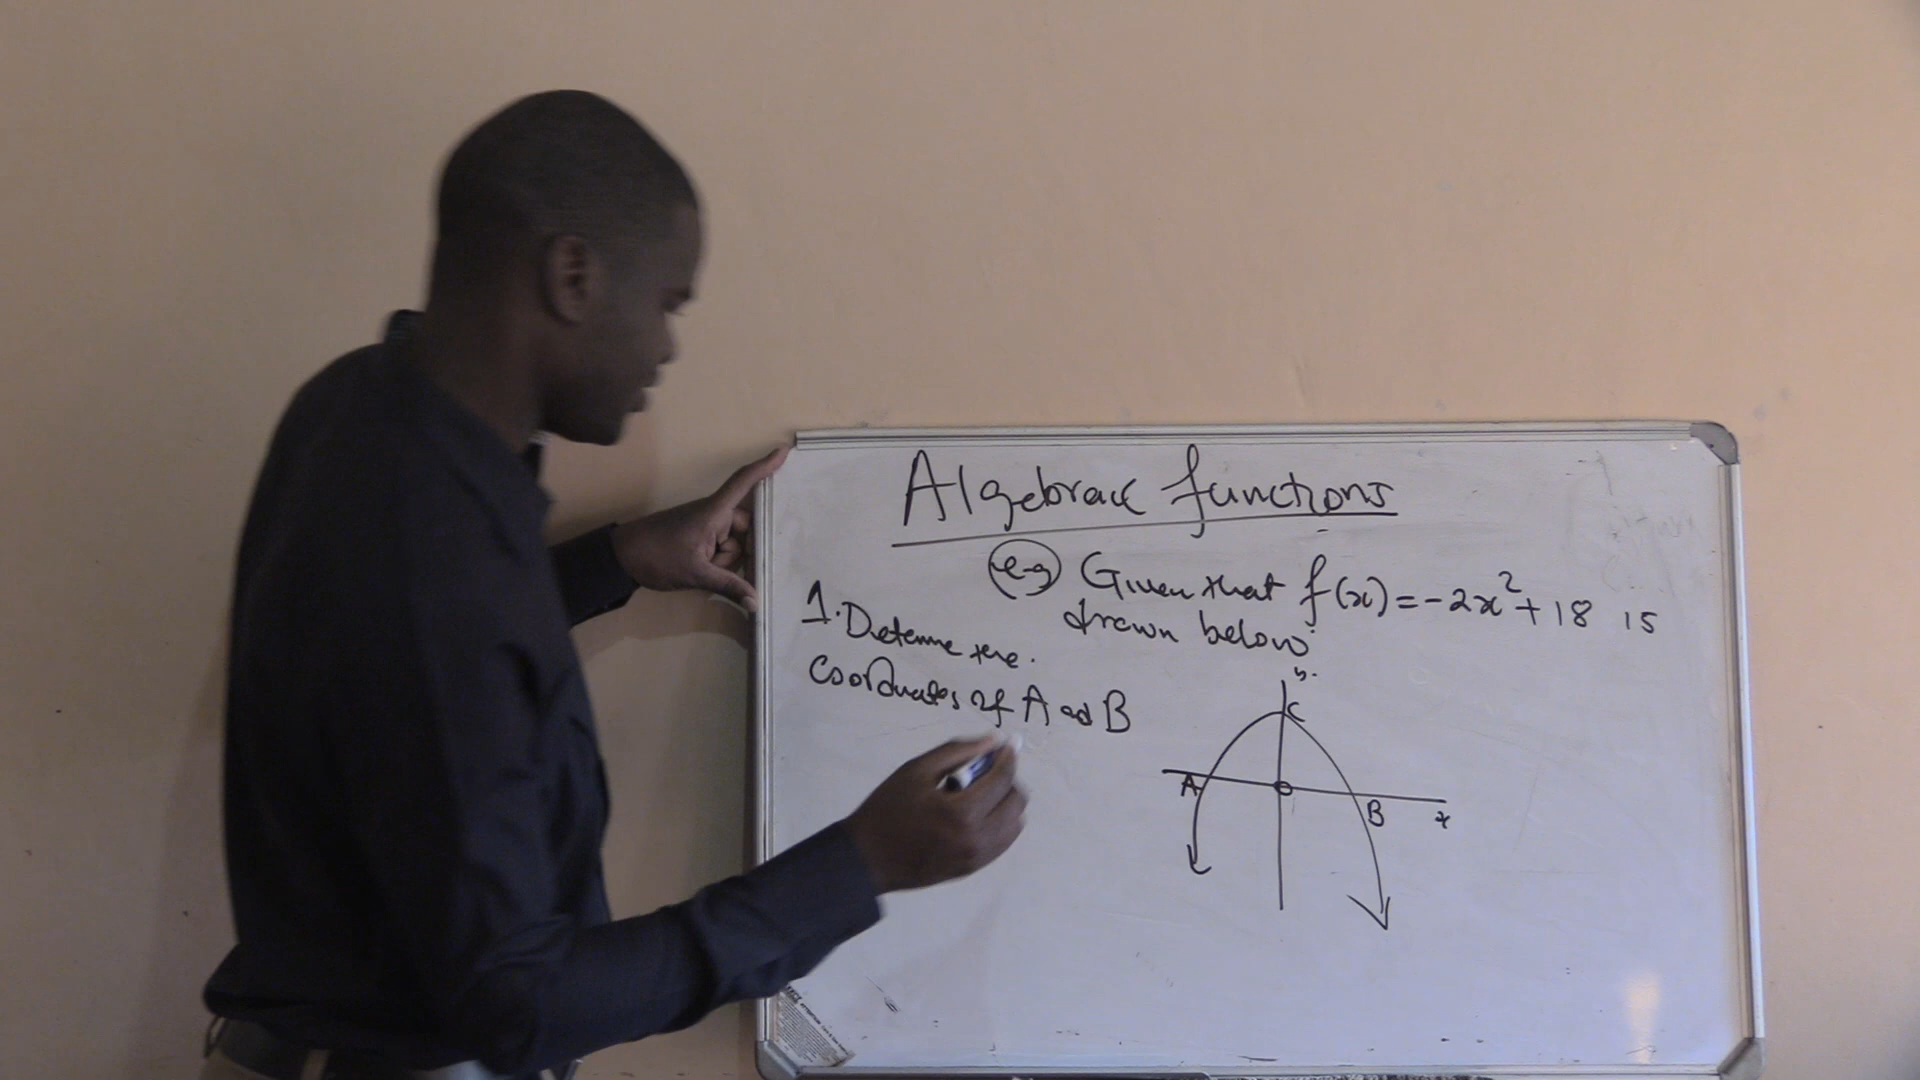 Algebraic functions
e-g Given that f(x) = -2x² + 18 is
drawn below.
1. Determine the
Coordinates of A and B
y
C
A
O
B
x